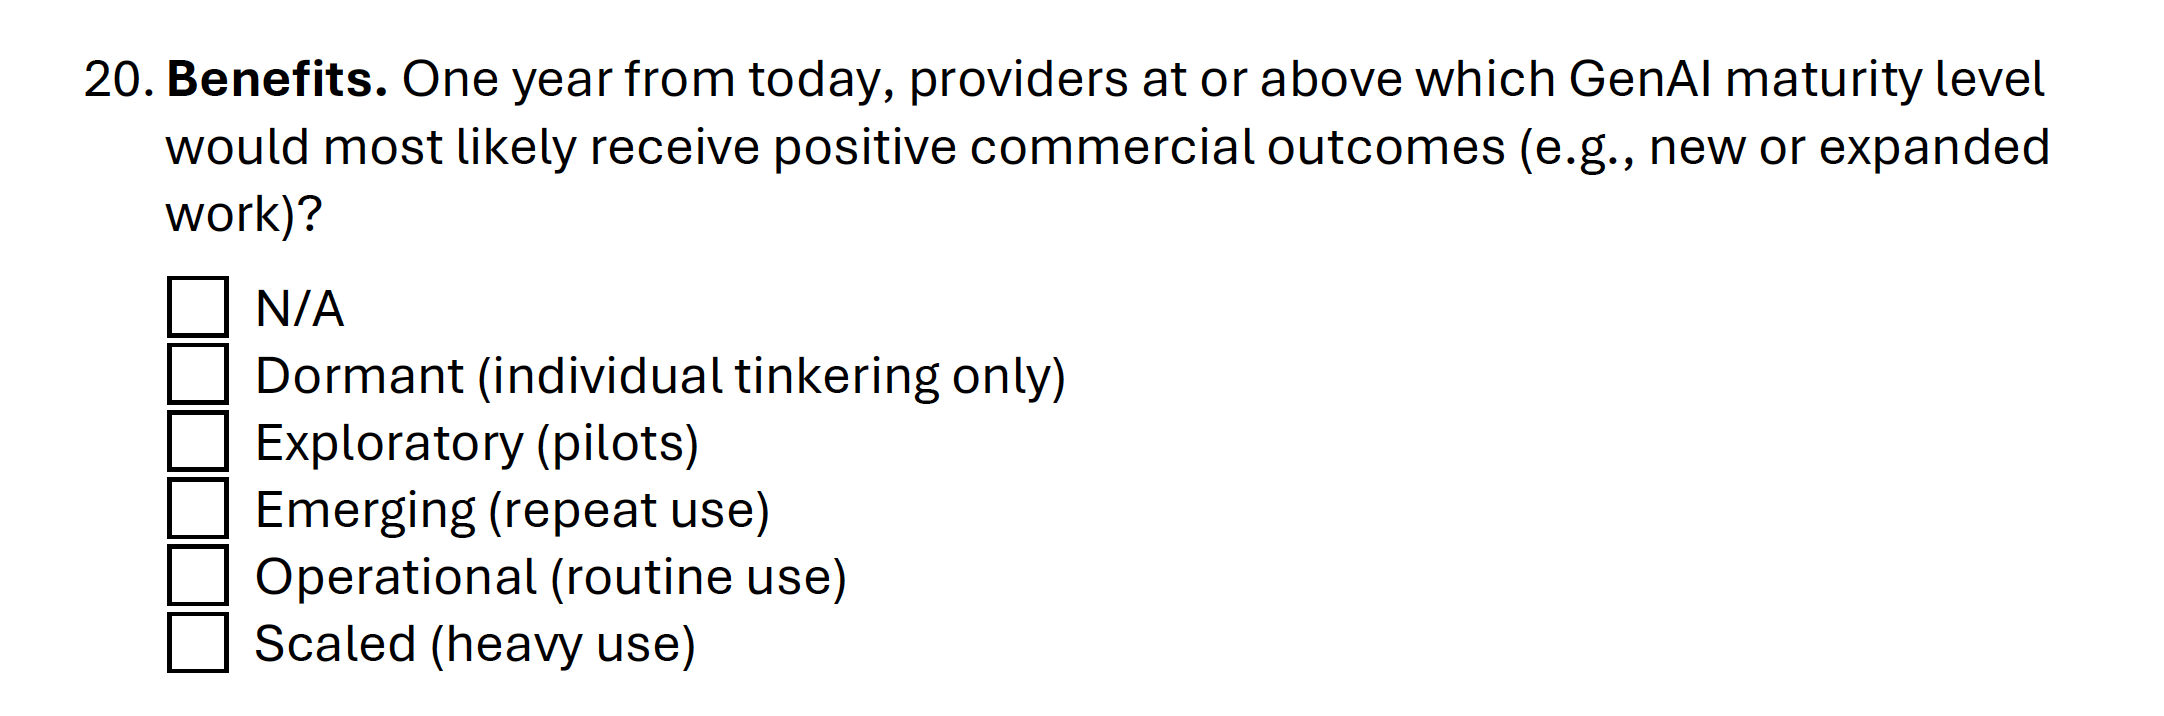 20. Benefits. One year from today, providers at or above which GenAI maturity level
would most likely receive positive commercial outcomes (e.g., new or expanded
work)?
N/A
Dormant (individual tinkering only)
Exploratory (pilots)
Emerging (repeat use)
Operational (routine use)
Scaled (heavy use)